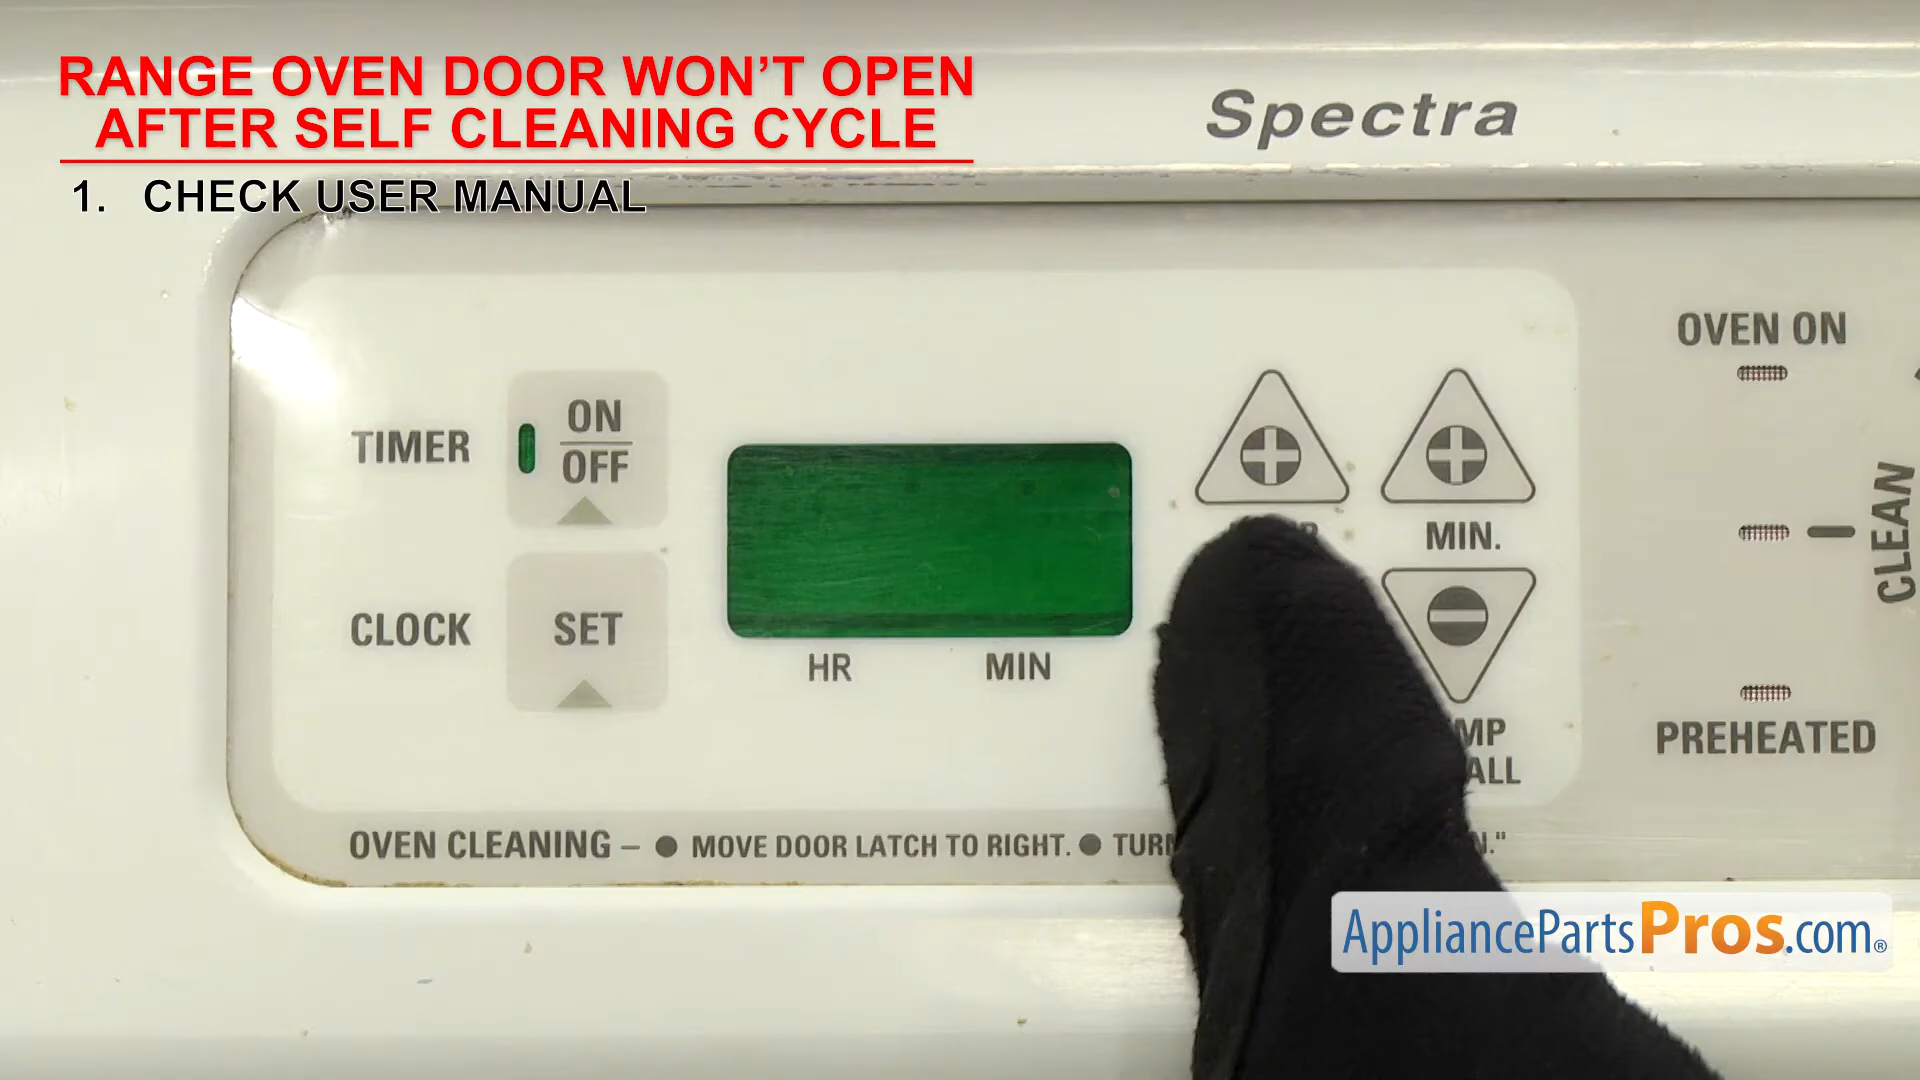 RANGE OVEN DOOR WON'T OPEN
AFTER SELF CLEANING CYCLE
1. CHECK USER MANUAL
Spectra
OVEN ON
ON
OFF
TIMER
MIN.
CLEAN
CLOCK
SET
HR
MIN
PREHEATED
OVEN CLEANING – ● MOVE DOOR LATCH TO RIGHT. ●
AppliancePartsPros.com®